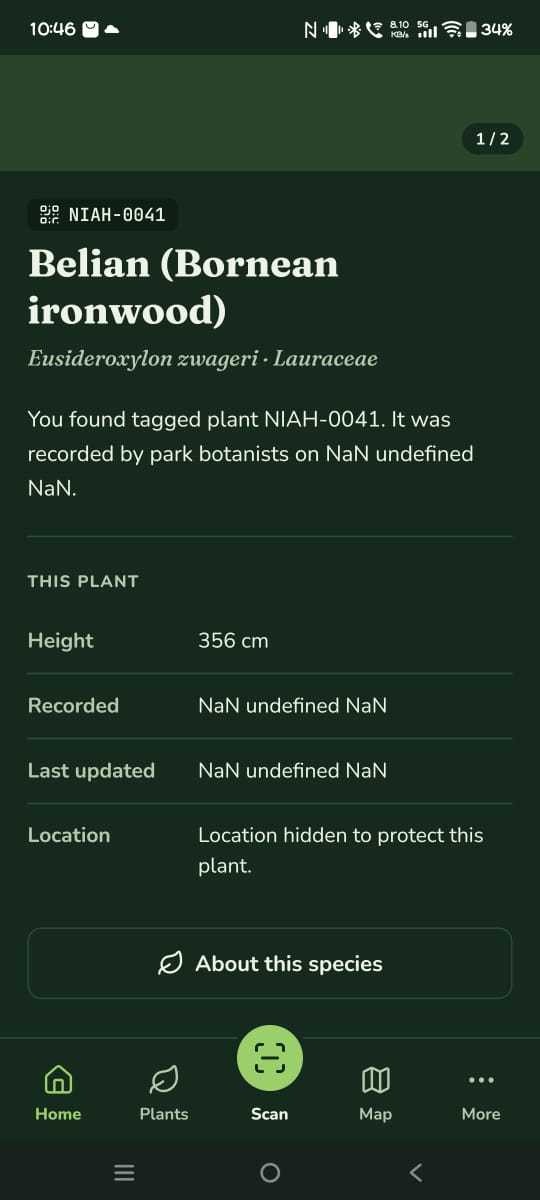 10:46
8.10 KB/s
5G
34%
1 / 2
NIAH-0041
Belian (Bornean
ironwood)
Eusideroxylon zwageri · Lauraceae
You found tagged plant NIAH-0041. It was
recorded by park botanists on NaN undefined
NaN.
THIS PLANT
Height 356 cm
Recorded NaN undefined NaN
Last updated NaN undefined NaN
Location Location hidden to protect this
plant.
About this species
Home Plants Scan Map More